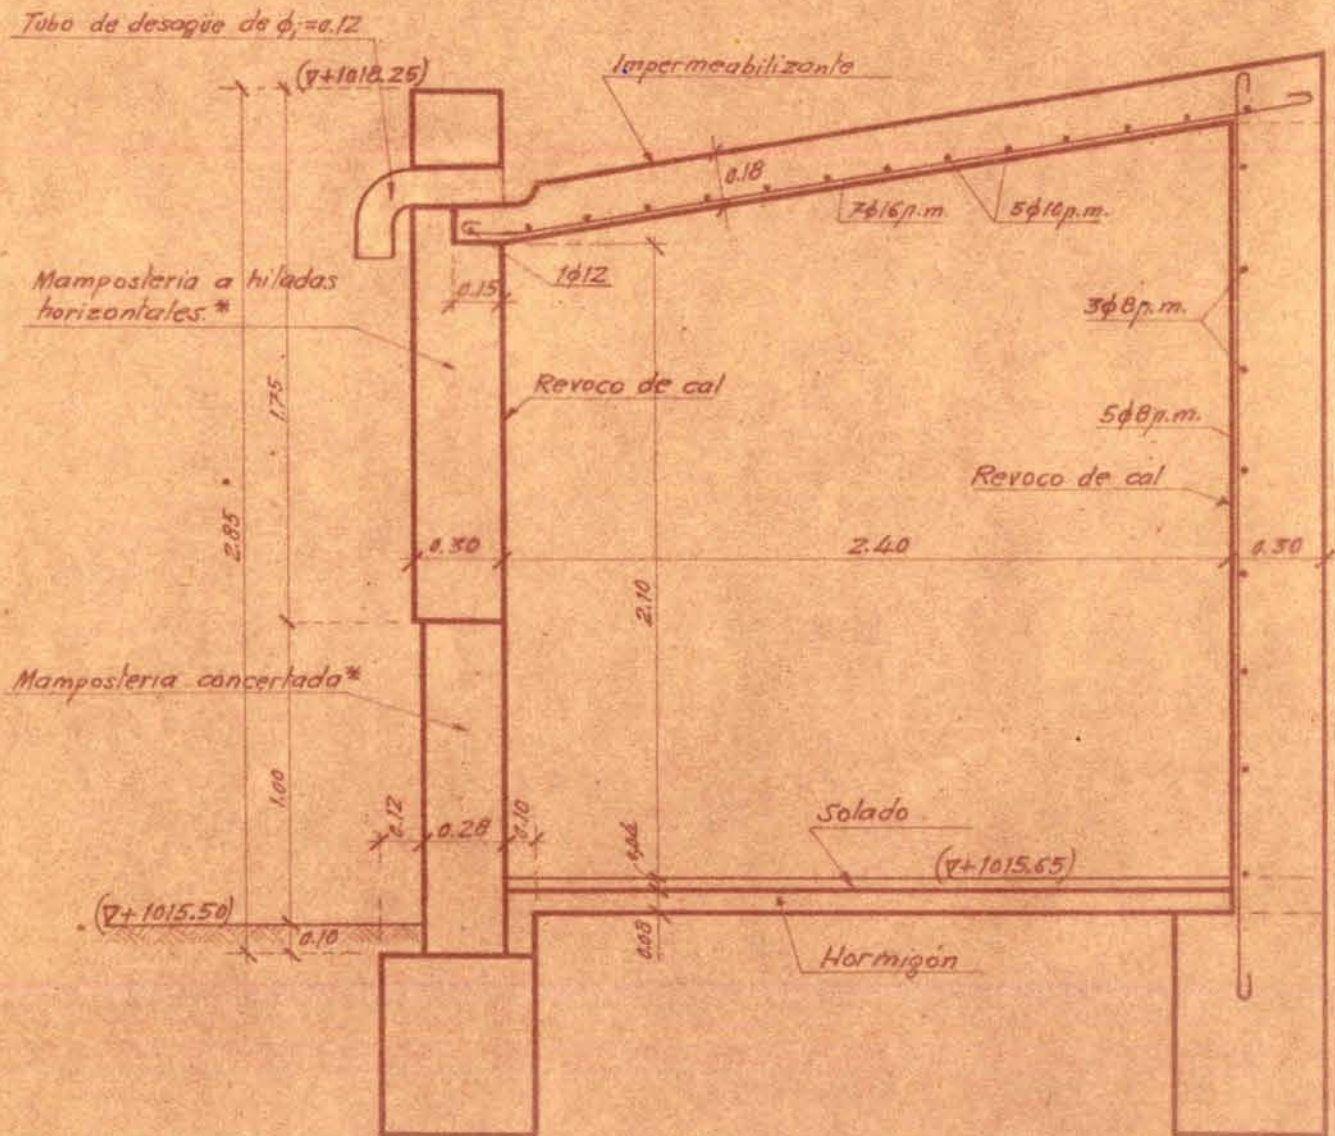 Tubo de desagüe de ϕ,=0.12
(∇+1018.25)
Impermeabilizante
0.18
7ϕ16p.m.
5ϕ10p.m.
Mamposteria a hiladas
horizontales.*
0.15
1ϕ12
3ϕ8p.m.
1.75
Revoco de cal
5ϕ8p.m.
Revoco de cal
2.85
0.30
2.40
0.30
2.10
Mamposteria concertada*
1.00
0.12
0.28
0.10
Solado
(∇+1015.65)
(∇+1015.50)
0.10
0.08
Hormigón